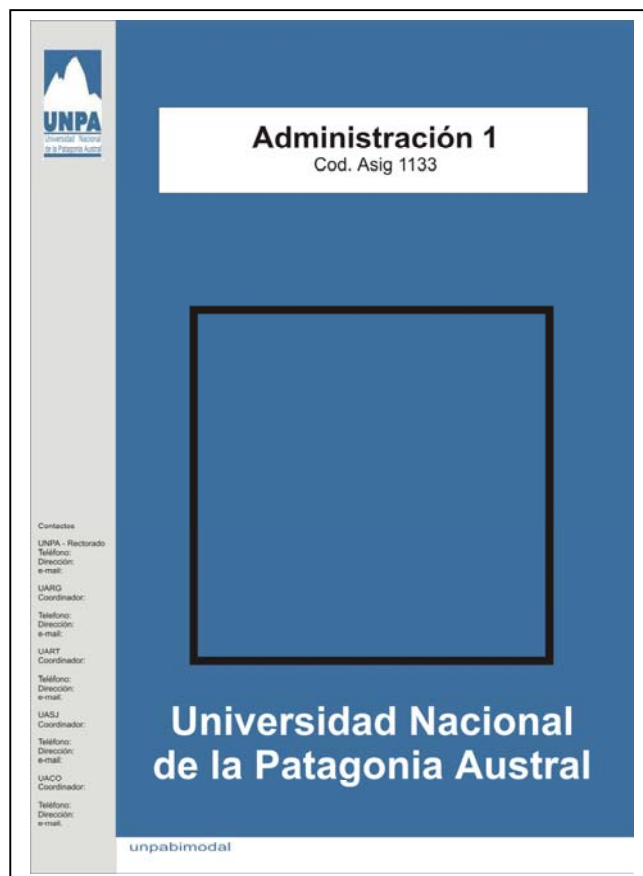 UNPA
Universidad Nacional
de la Patagonia Austral
Administración 1
Cod. Asig 1133
Contactos
UNPA - Rectorado
Teléfono:
Dirección:
e-mail:
UARG
Coordinador:
Telefono:
Dirección:
e-mail:
UART
Coordinador:
Teléfono:
Dirección:
e-mail.
UASJ
Coordinador:
Teléfono:
Dirección:
e-mail:
UACO
Coordinador:
Teléfono:
Dirección:
e-mail.
Universidad Nacional
de la Patagonia Austral
unpabimodal